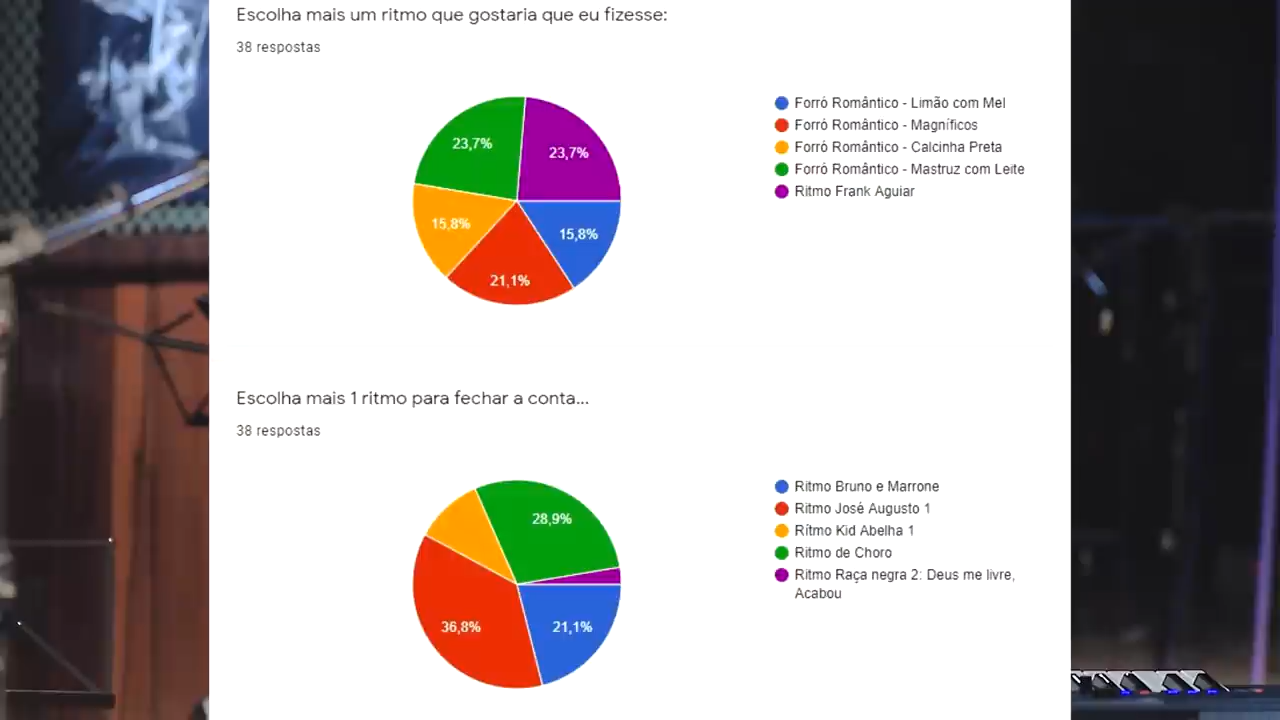 Escolha mais um ritmo que gostaria que eu fizesse:
38 respostas
23,7%
23,7%
15,8%
15,8%
21,1%
Forró Romântico - Limão com Mel
Forró Romântico - Magníficos
Forró Romântico - Calcinha Preta
Forró Romântico - Mastruz com Leite
Ritmo Frank Aguiar
Escolha mais 1 ritmo para fechar a conta...
38 respostas
28,9%
36,8%
21,1%
Ritmo Bruno e Marrone
Ritmo José Augusto 1
Rítmo Kid Abelha 1
Ritmo de Choro
Ritmo Raça negra 2: Deus me livre,
Acabou